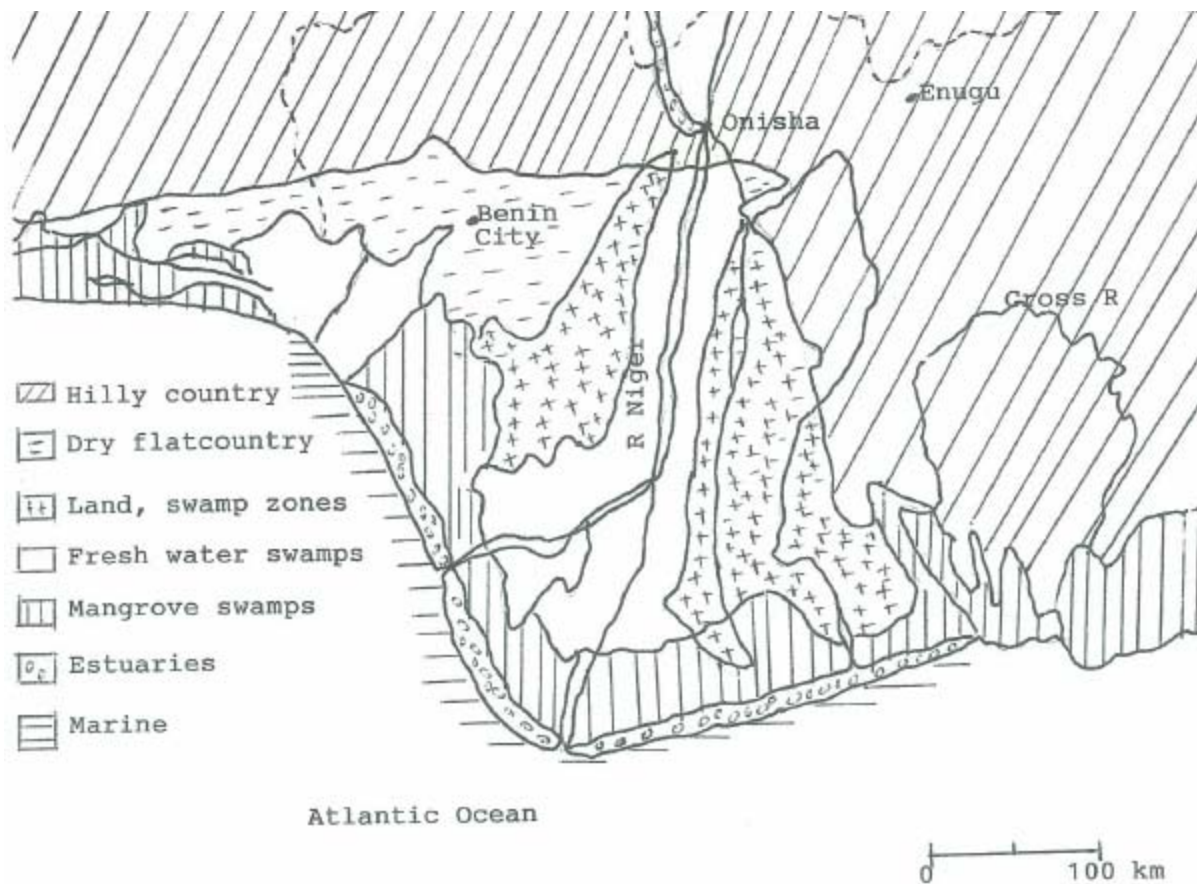 Enugu
Onisha
Benin
City
Cross R
R Niger
Hilly country
Dry flatcountry
Land, swamp zones
Fresh water swamps
Mangrove swamps
Estuaries
Marine
Atlantic Ocean
0 100 km